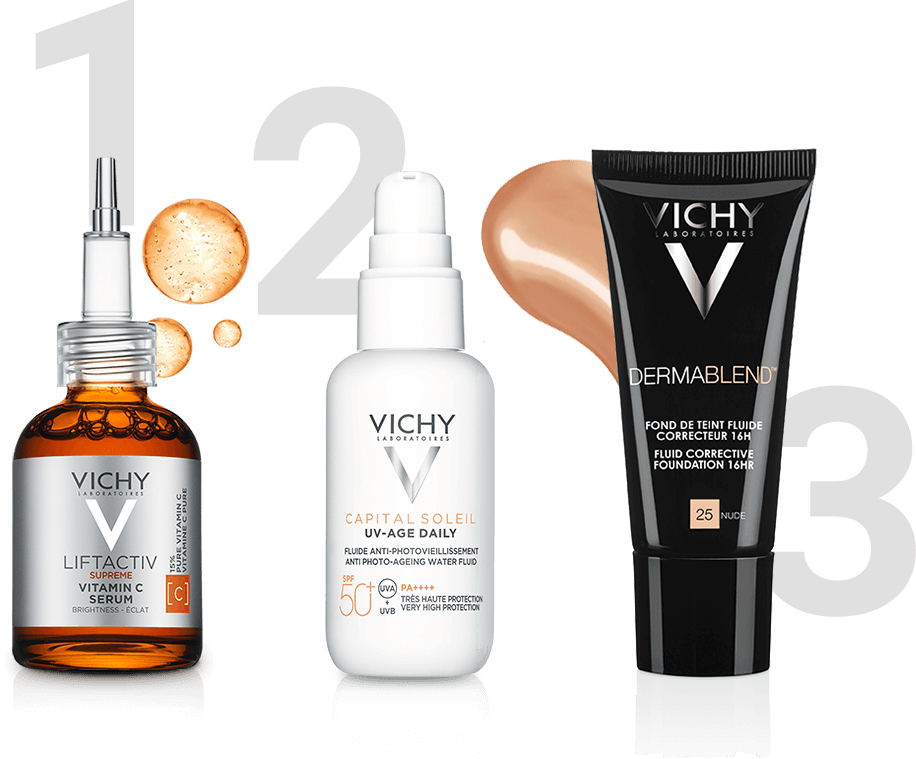 1
2
3
VICHY
LABORATOIRES
LIFTACTIV
SUPREME
VITAMIN C
SERUM
BRIGHTNESS - ÉCLAT
15%
PURE VITAMIN C
VITAMINE C PURE
[C]
VICHY
LABORATOIRES
CAPITAL SOLEIL
UV-AGE DAILY
FLUIDE ANTI-PHOTOVIEILLISSEMENT
ANTI PHOTO-AGEING WATER FLUID
SPF
50+
UVA
+
UVB
PA++++
TRÈS HAUTE PROTECTION
VERY HIGH PROTECTION
VICHY
LABORATOIRES
DERMABLEND™
FOND DE TEINT FLUIDE
CORRECTEUR 16H
FLUID CORRECTIVE
FOUNDATION 16HR
25 NUDE